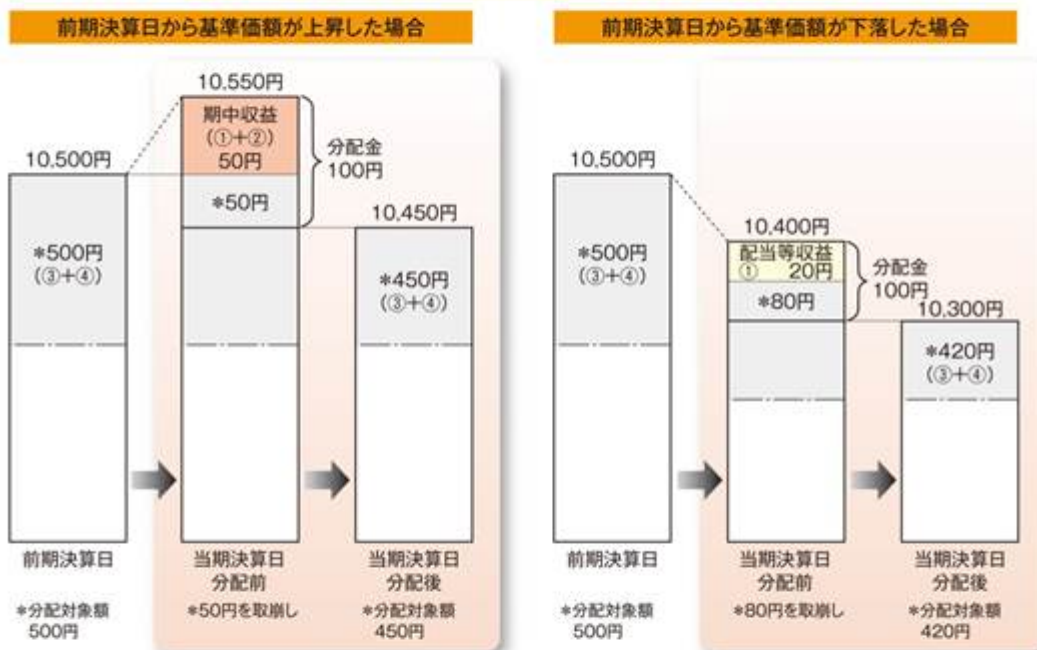 前期決算日から基準価額が上昇した場合
10,500円
*500円
(③+④)
10,550円
期中収益
(①+②)
50円
*50円
分配金
100円
10,450円
*450円
(③+④)
前期決算日
当期決算日
分配前
当期決算日
分配後
*分配対象額
500円
*50円を取崩し
*分配対象額
450円
前期決算日から基準価額が下落した場合
10,500円
*500円
(③+④)
10,400円
配当等収益
① 20円
*80円
分配金
100円
10,300円
*420円
(③+④)
前期決算日
当期決算日
分配前
当期決算日
分配後
*分配対象額
500円
*80円を取崩し
*分配対象額
420円